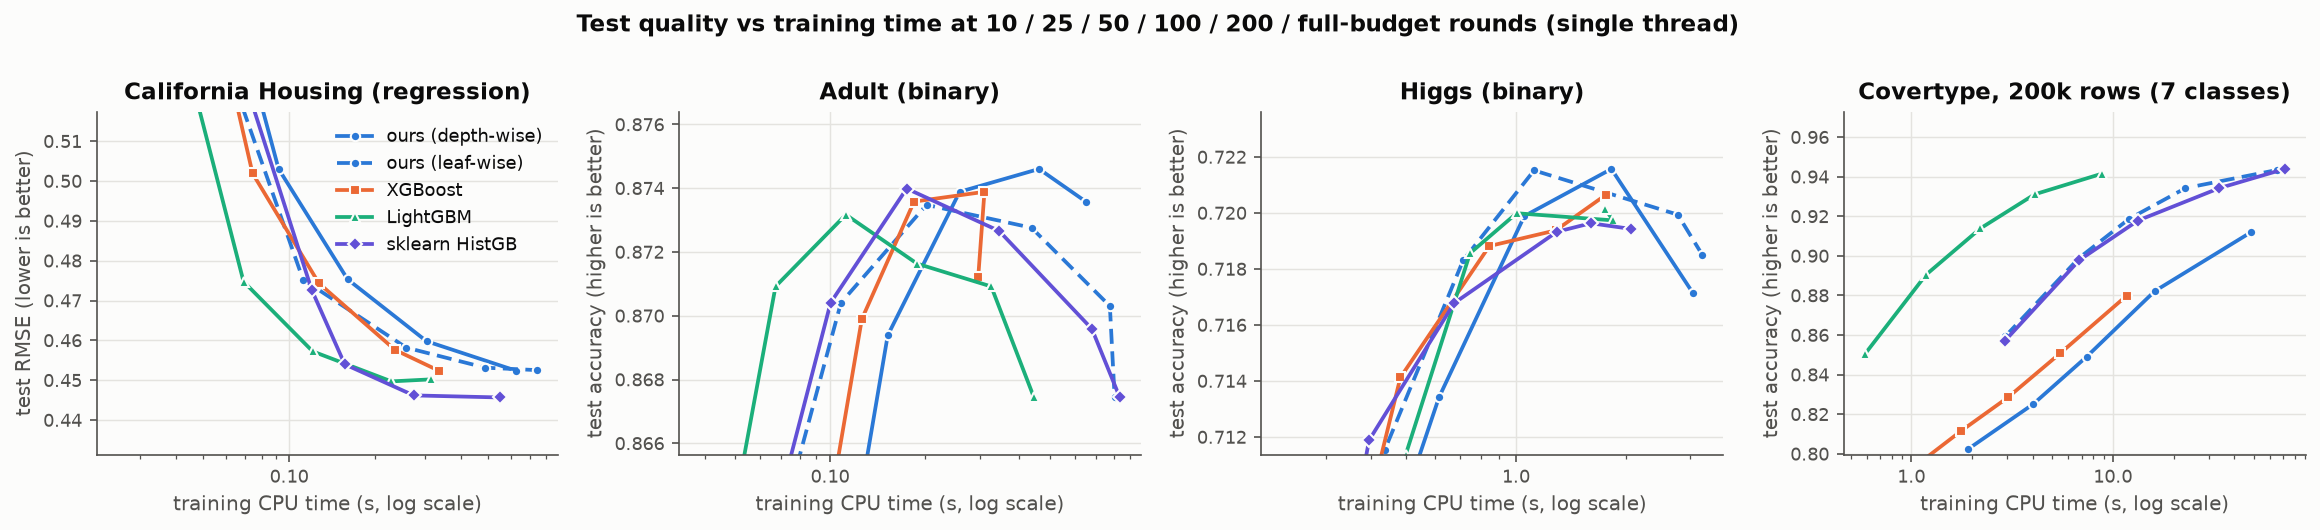 Test quality vs training time at 10 / 25 / 50 / 100 / 200 / full-budget rounds (single thread)
California Housing (regression)
test RMSE (lower is better)
0.51
0.50
0.49
0.48
0.47
0.46
0.45
0.44
ours (depth-wise)
ours (leaf-wise)
XGBoost
LightGBM
sklearn HistGB
0.10
training CPU time (s, log scale)
Adult (binary)
test accuracy (higher is better)
0.876
0.874
0.872
0.870
0.868
0.866
0.10
training CPU time (s, log scale)
Higgs (binary)
test accuracy (higher is better)
0.722
0.720
0.718
0.716
0.714
0.712
1.0
training CPU time (s, log scale)
Covertype, 200k rows (7 classes)
test accuracy (higher is better)
0.96
0.94
0.92
0.90
0.88
0.86
0.84
0.82
0.80
1.0
10.0
training CPU time (s, log scale)